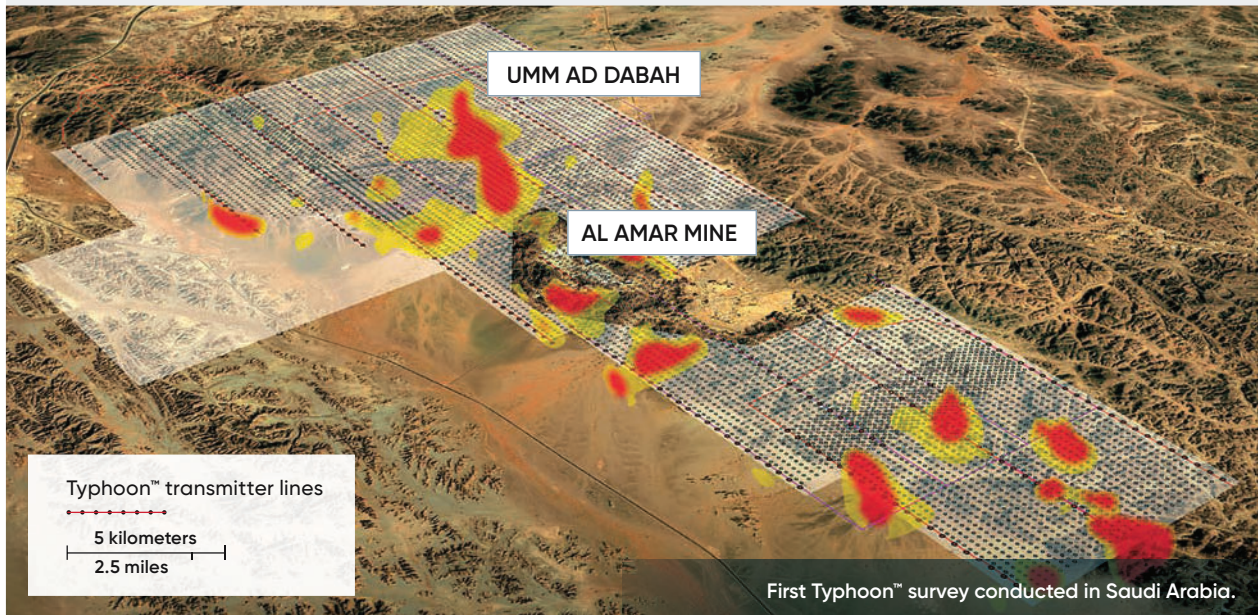 UMM AD DABAH
AL AMAR MINE
Typhoon™ transmitter lines
5 kilometers
2.5 miles
First Typhoon™ survey conducted in Saudi Arabia.